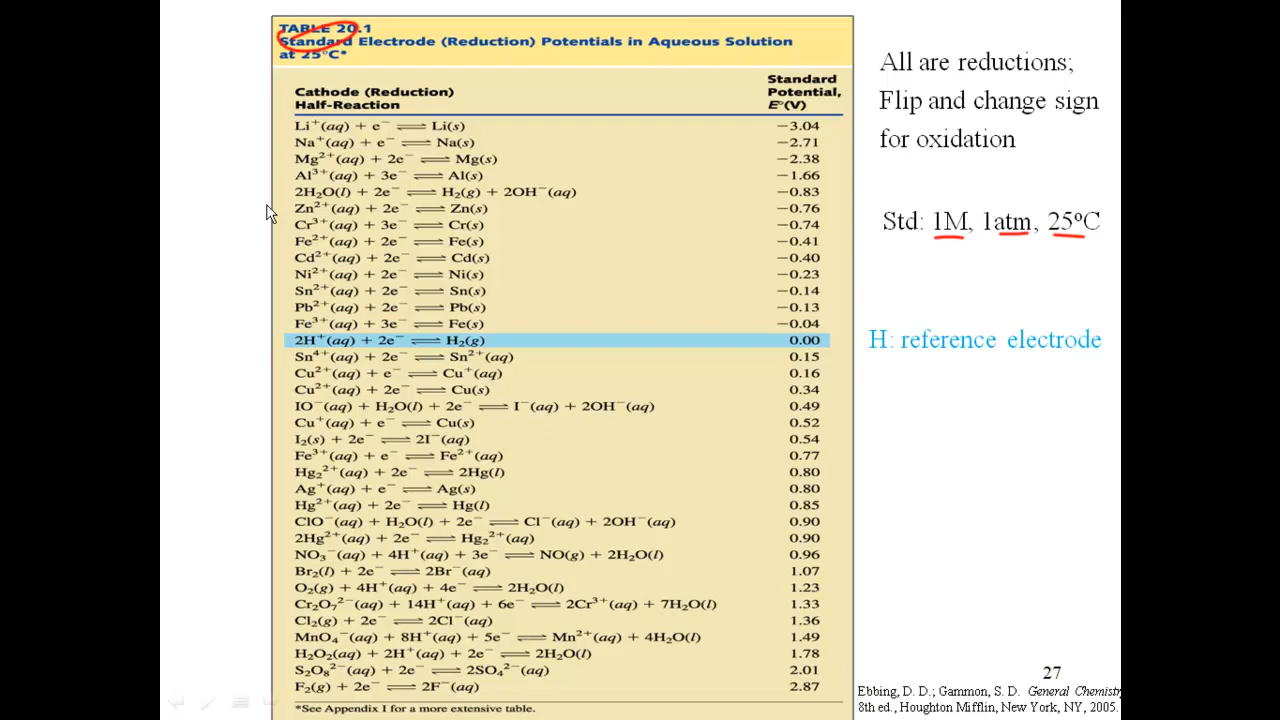 TABLE 20.1
Standard Electrode (Reduction) Potentials in Aqueous Solution
at 25°C*
Cathode (Reduction)
Half-Reaction
Standard
Potential,
E°(V)
Li⁺(aq) + e⁻ ⇌ Li(s) −3.04
Na⁺(aq) + e⁻ ⇌ Na(s) −2.71
Mg²⁺(aq) + 2e⁻ ⇌ Mg(s) −2.38
Al³⁺(aq) + 3e⁻ ⇌ Al(s) −1.66
2H₂O(l) + 2e⁻ ⇌ H₂(g) + 2OH⁻(aq) −0.83
Zn²⁺(aq) + 2e⁻ ⇌ Zn(s) −0.76
Cr³⁺(aq) + 3e⁻ ⇌ Cr(s) −0.74
Fe²⁺(aq) + 2e⁻ ⇌ Fe(s) −0.41
Cd²⁺(aq) + 2e⁻ ⇌ Cd(s) −0.40
Ni²⁺(aq) + 2e⁻ ⇌ Ni(s) −0.23
Sn²⁺(aq) + 2e⁻ ⇌ Sn(s) −0.14
Pb²⁺(aq) + 2e⁻ ⇌ Pb(s) −0.13
Fe³⁺(aq) + 3e⁻ ⇌ Fe(s) −0.04
2H⁺(aq) + 2e⁻ ⇌ H₂(g) 0.00
Sn⁴⁺(aq) + 2e⁻ ⇌ Sn²⁺(aq) 0.15
Cu²⁺(aq) + e⁻ ⇌ Cu⁺(aq) 0.16
Cu²⁺(aq) + 2e⁻ ⇌ Cu(s) 0.34
IO⁻(aq) + H₂O(l) + 2e⁻ ⇌ I⁻(aq) + 2OH⁻(aq) 0.49
Cu⁺(aq) + e⁻ ⇌ Cu(s) 0.52
I₂(s) + 2e⁻ ⇌ 2I⁻(aq) 0.54
Fe³⁺(aq) + e⁻ ⇌ Fe²⁺(aq) 0.77
Hg₂²⁺(aq) + 2e⁻ ⇌ 2Hg(l) 0.80
Ag⁺(aq) + e⁻ ⇌ Ag(s) 0.80
Hg²⁺(aq) + 2e⁻ ⇌ Hg(l) 0.85
ClO⁻(aq) + H₂O(l) + 2e⁻ ⇌ Cl⁻(aq) + 2OH⁻(aq) 0.90
2Hg²⁺(aq) + 2e⁻ ⇌ Hg₂²⁺(aq) 0.90
NO₃⁻(aq) + 4H⁺(aq) + 3e⁻ ⇌ NO(g) + 2H₂O(l) 0.96
Br₂(l) + 2e⁻ ⇌ 2Br⁻(aq) 1.07
O₂(g) + 4H⁺(aq) + 4e⁻ ⇌ 2H₂O(l) 1.23
Cr₂O₇²⁻(aq) + 14H⁺(aq) + 6e⁻ ⇌ 2Cr³⁺(aq) + 7H₂O(l) 1.33
Cl₂(g) + 2e⁻ ⇌ 2Cl⁻(aq) 1.36
MnO₄⁻(aq) + 8H⁺(aq) + 5e⁻ ⇌ Mn²⁺(aq) + 4H₂O(l) 1.49
H₂O₂(aq) + 2H⁺(aq) + 2e⁻ ⇌ 2H₂O(l) 1.78
S₂O₈²⁻(aq) + 2e⁻ ⇌ 2SO₄²⁻(aq) 2.01
F₂(g) + 2e⁻ ⇌ 2F⁻(aq) 2.87
*See Appendix I for a more extensive table.
All are reductions;
Flip and change sign
for oxidation
Std: 1M, 1atm, 25ºC
H: reference electrode
27
Ebbing, D. D.; Gammon, S. D. General Chemistry
8th ed., Houghton Mifflin, New York, NY, 2005.